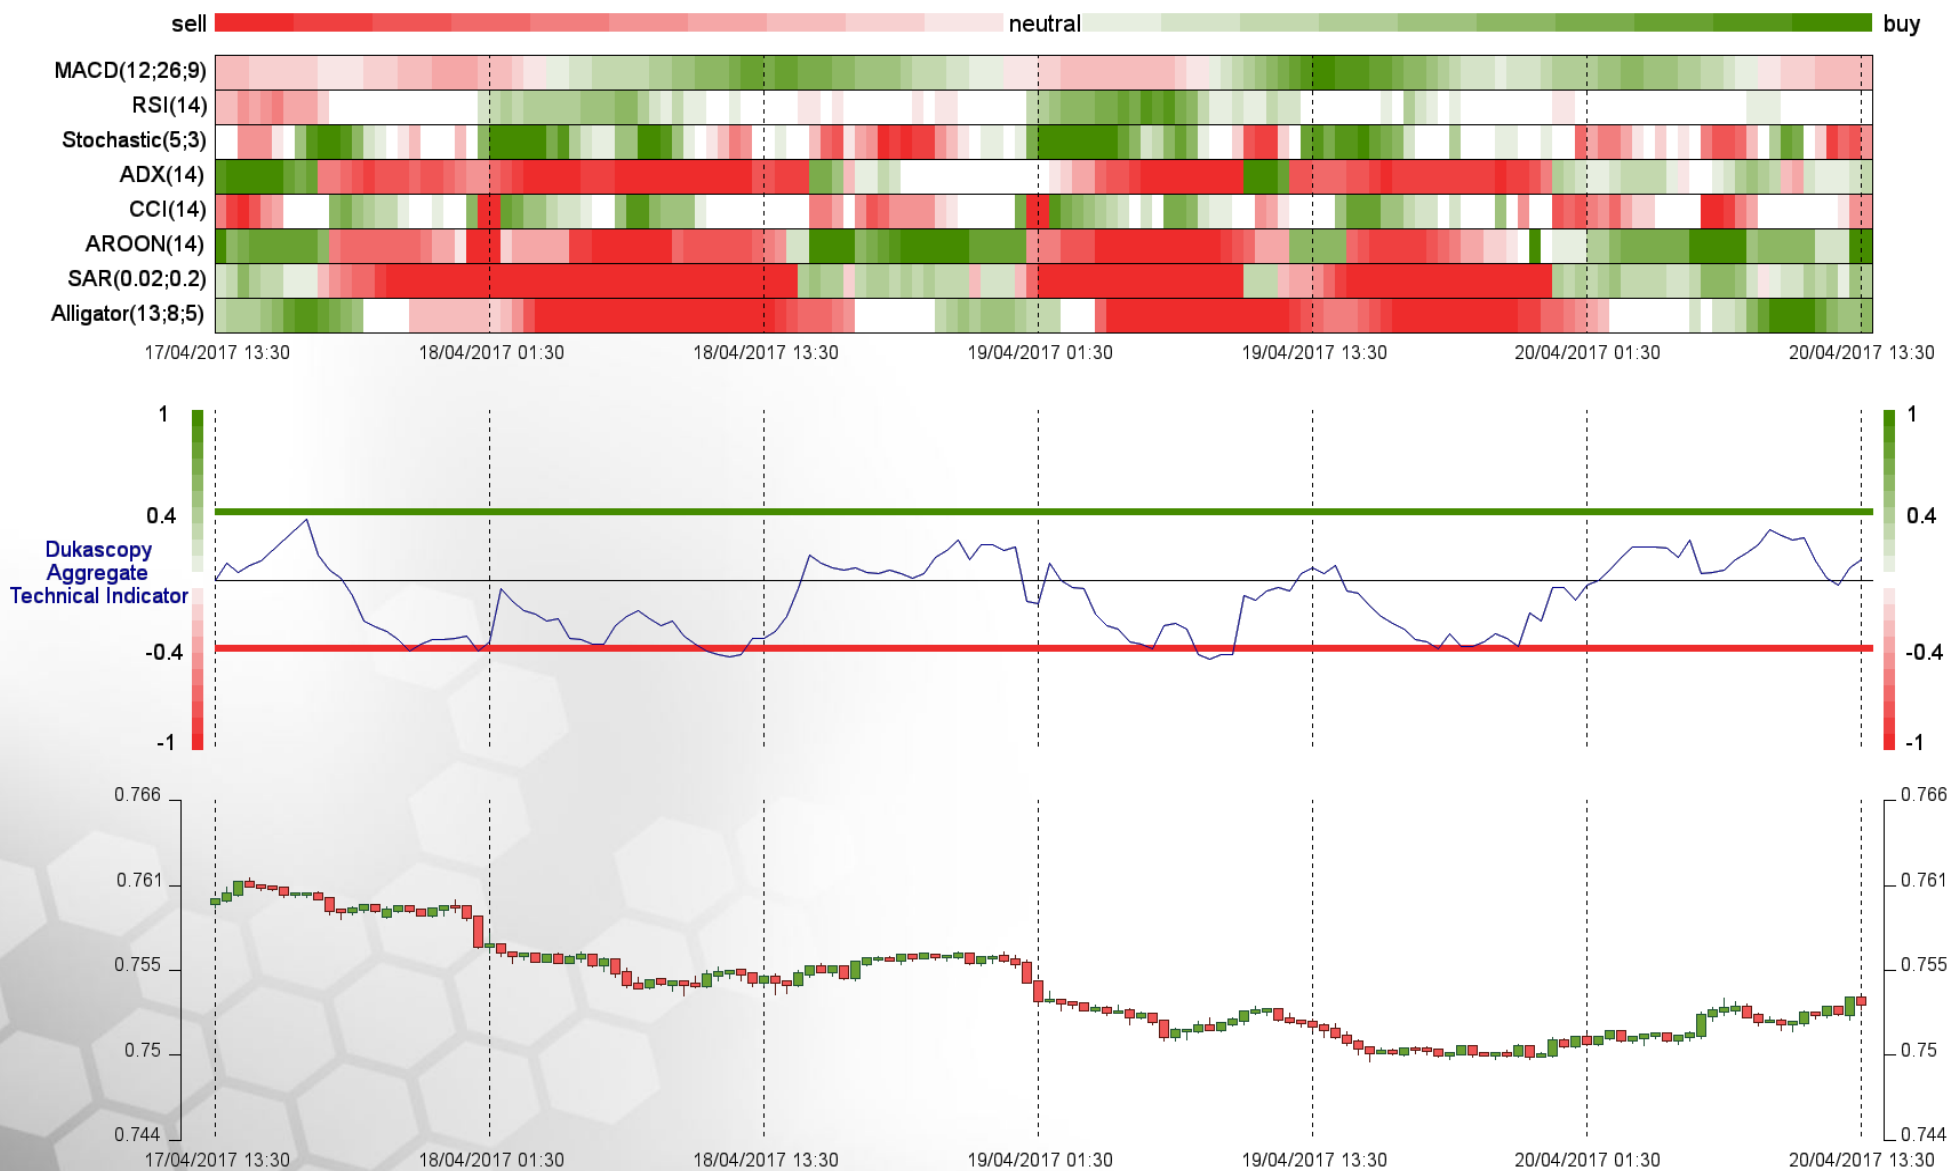 sell neutral buy
MACD(12;26;9)
RSI(14)
Stochastic(5;3)
ADX(14)
CCI(14)
AROON(14)
SAR(0.02;0.2)
Alligator(13;8;5)
17/04/2017 13:30 18/04/2017 01:30 18/04/2017 13:30 19/04/2017 01:30 19/04/2017 13:30 20/04/2017 01:30 20/04/2017 13:30
1 1
0.4 0.4
Dukascopy
Aggregate
Technical Indicator
-0.4 -0.4
-1 -1
0.766 0.766
0.761 0.761
0.755 0.755
0.75 0.75
0.744 0.744
17/04/2017 13:30 18/04/2017 01:30 18/04/2017 13:30 19/04/2017 01:30 19/04/2017 13:30 20/04/2017 01:30 20/04/2017 13:30